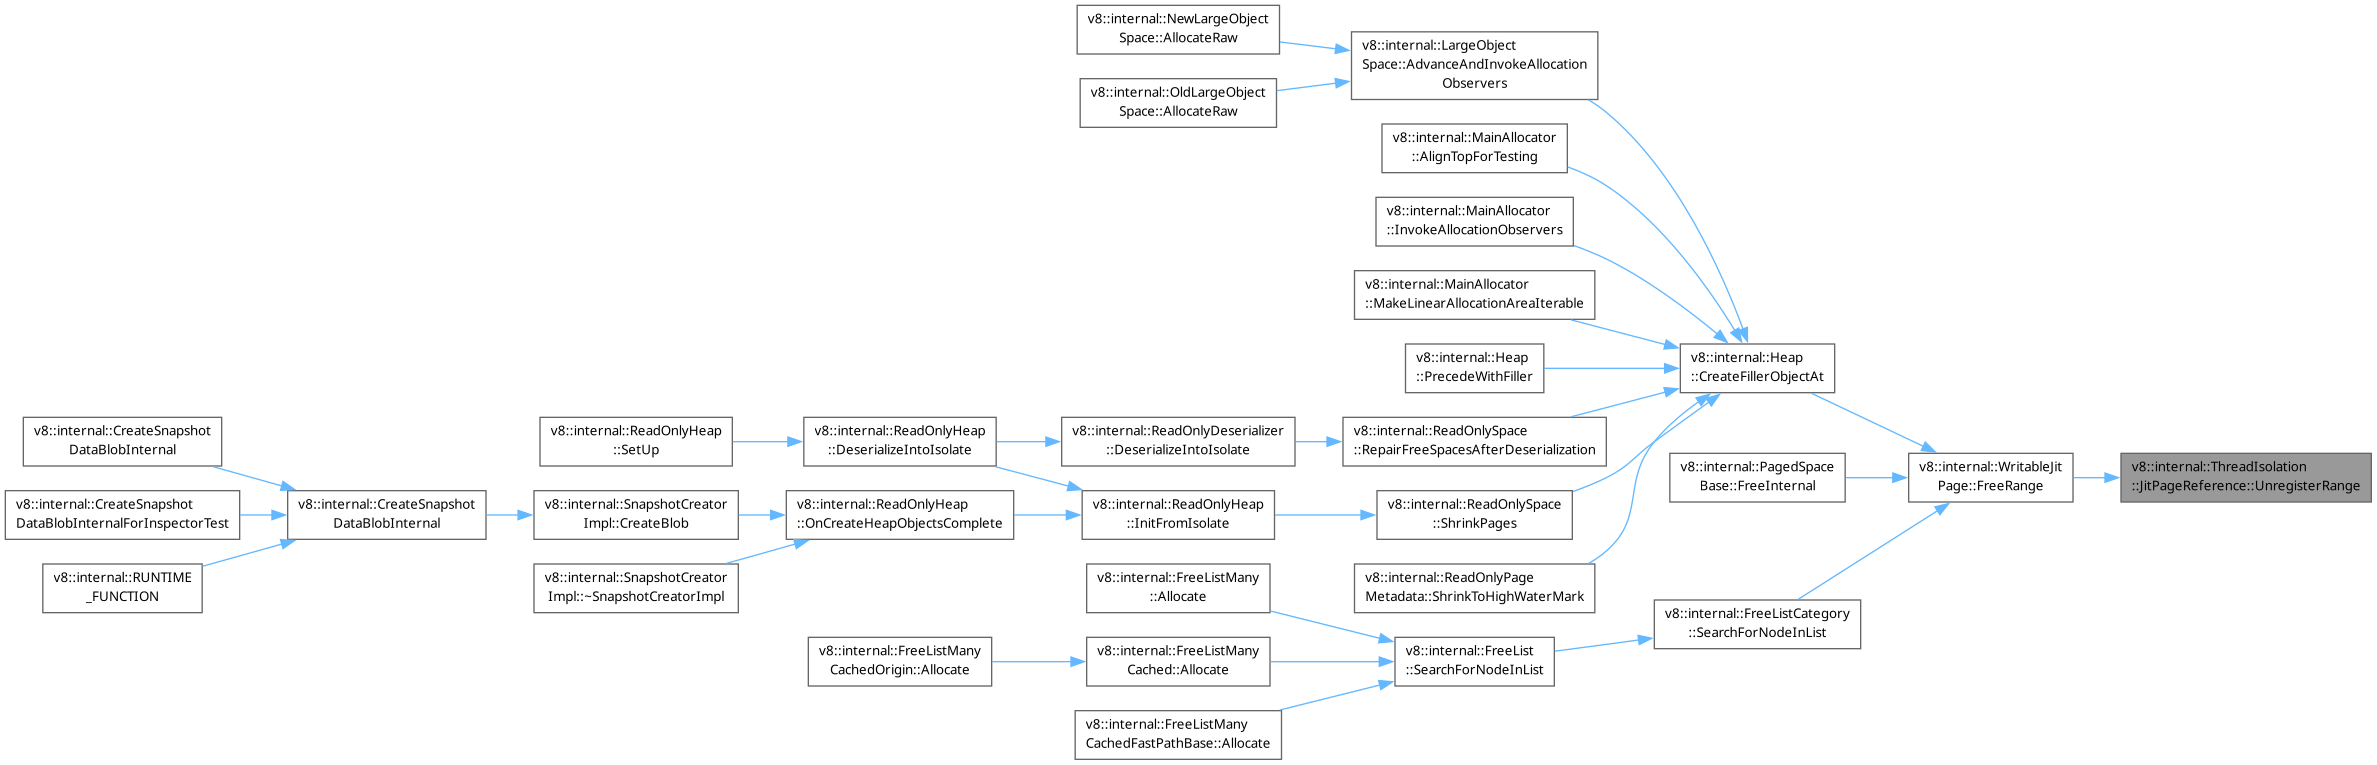 v8::internal::NewLargeObject
Space::AllocateRaw
v8::internal::OldLargeObject
Space::AllocateRaw
v8::internal::LargeObject
Space::AdvanceAndInvokeAllocation
Observers
v8::internal::MainAllocator
::AlignTopForTesting
v8::internal::MainAllocator
::InvokeAllocationObservers
v8::internal::MainAllocator
::MakeLinearAllocationAreaIterable
v8::internal::Heap
::PrecedeWithFiller
v8::internal::Heap
::CreateFillerObjectAt
v8::internal::CreateSnapshot
DataBlobInternal
v8::internal::ReadOnlyHeap
::SetUp
v8::internal::ReadOnlyHeap
::DeserializeIntoIsolate
v8::internal::ReadOnlyDeserializer
::DeserializeIntoIsolate
v8::internal::ReadOnlySpace
::RepairFreeSpacesAfterDeserialization
v8::internal::PagedSpace
Base::FreeInternal
v8::internal::WritableJit
Page::FreeRange
v8::internal::ThreadIsolation
::JitPageReference::UnregisterRange
v8::internal::CreateSnapshot
DataBlobInternalForInspectorTest
v8::internal::CreateSnapshot
DataBlobInternal
v8::internal::SnapshotCreator
Impl::CreateBlob
v8::internal::ReadOnlyHeap
::OnCreateHeapObjectsComplete
v8::internal::ReadOnlyHeap
::InitFromIsolate
v8::internal::ReadOnlySpace
::ShrinkPages
v8::internal::RUNTIME
_FUNCTION
v8::internal::SnapshotCreator
Impl::~SnapshotCreatorImpl
v8::internal::FreeListMany
::Allocate
v8::internal::ReadOnlyPage
Metadata::ShrinkToHighWaterMark
v8::internal::FreeListCategory
::SearchForNodeInList
v8::internal::FreeListMany
CachedOrigin::Allocate
v8::internal::FreeListMany
Cached::Allocate
v8::internal::FreeList
::SearchForNodeInList
v8::internal::FreeListMany
CachedFastPathBase::Allocate